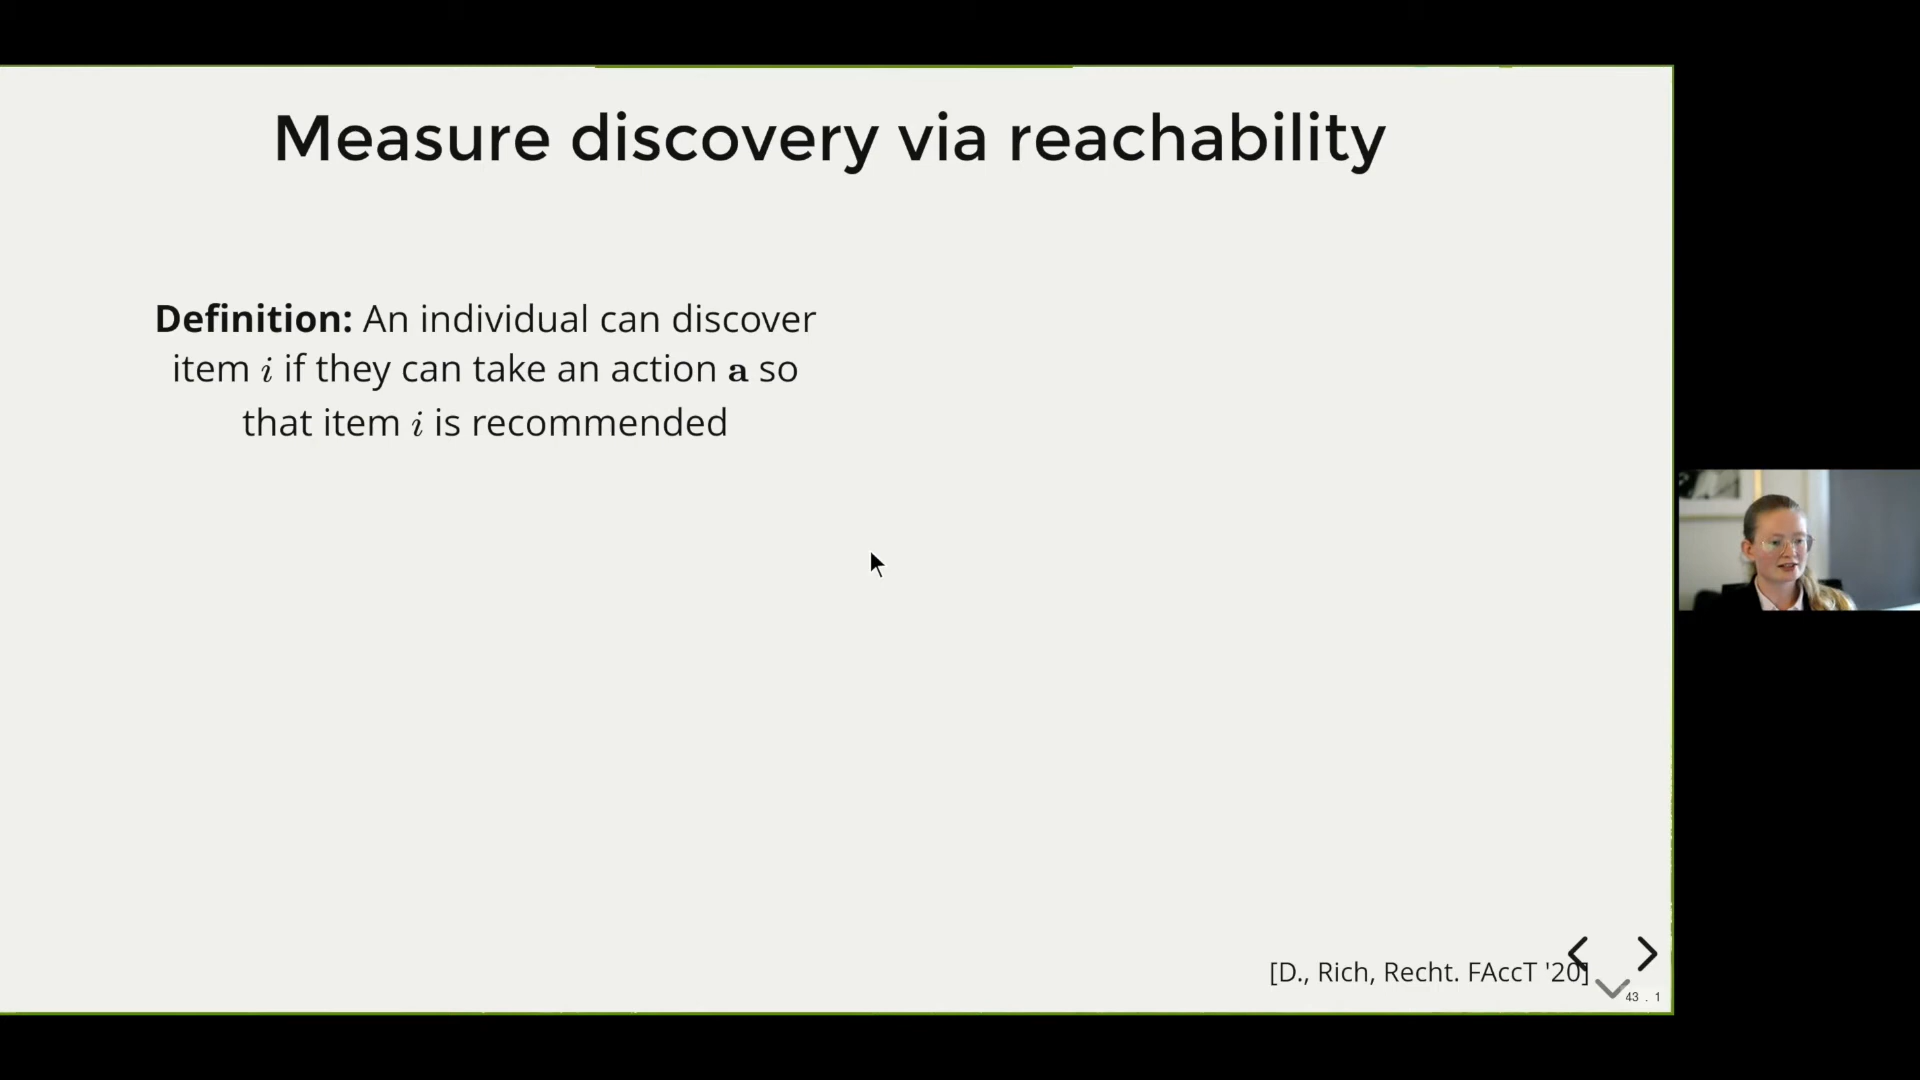 Measure discovery via reachability
Definition: An individual can discover
item i if they can take an action a so
that item i is recommended
[D., Rich, Recht. FAccT '20]
43 . 1